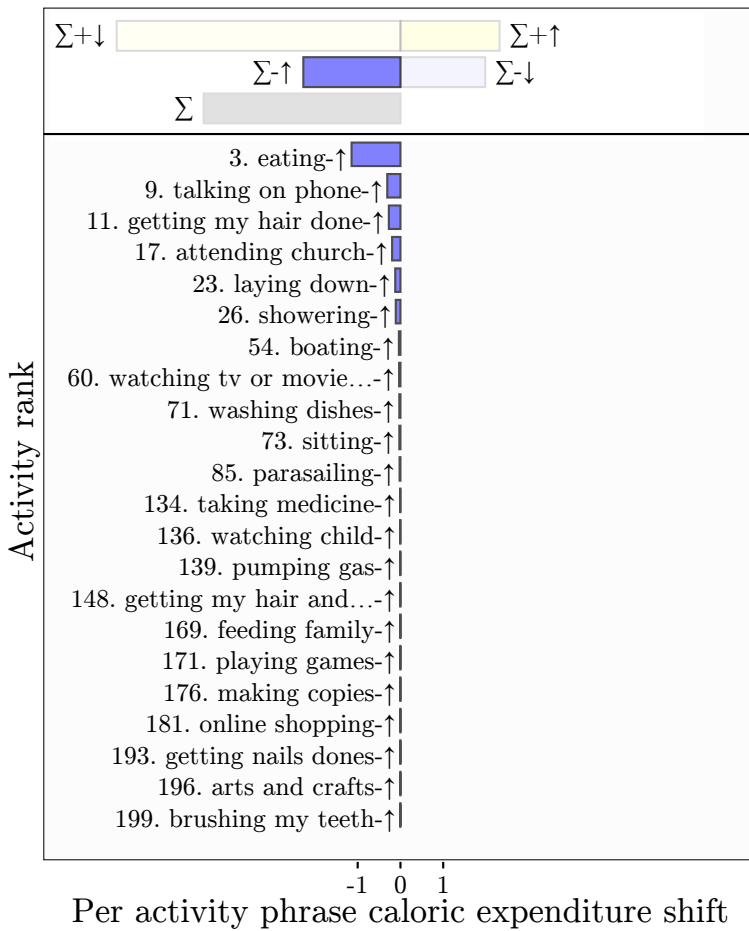 ∑+↓ ∑+↑
∑-↑ ∑-↓
∑
3. eating-↑
9. talking on phone-↑
11. getting my hair done-↑
17. attending church-↑
23. laying down-↑
26. showering-↑
54. boating-↑
60. watching tv or movie…-↑
71. washing dishes-↑
73. sitting-↑
85. parasailing-↑
134. taking medicine-↑
136. watching child-↑
139. pumping gas-↑
148. getting my hair and…-↑
169. feeding family-↑
171. playing games-↑
176. making copies-↑
181. online shopping-↑
193. getting nails dones-↑
196. arts and crafts-↑
199. brushing my teeth-↑
Activity rank
-1 0 1
Per activity phrase caloric expenditure shift